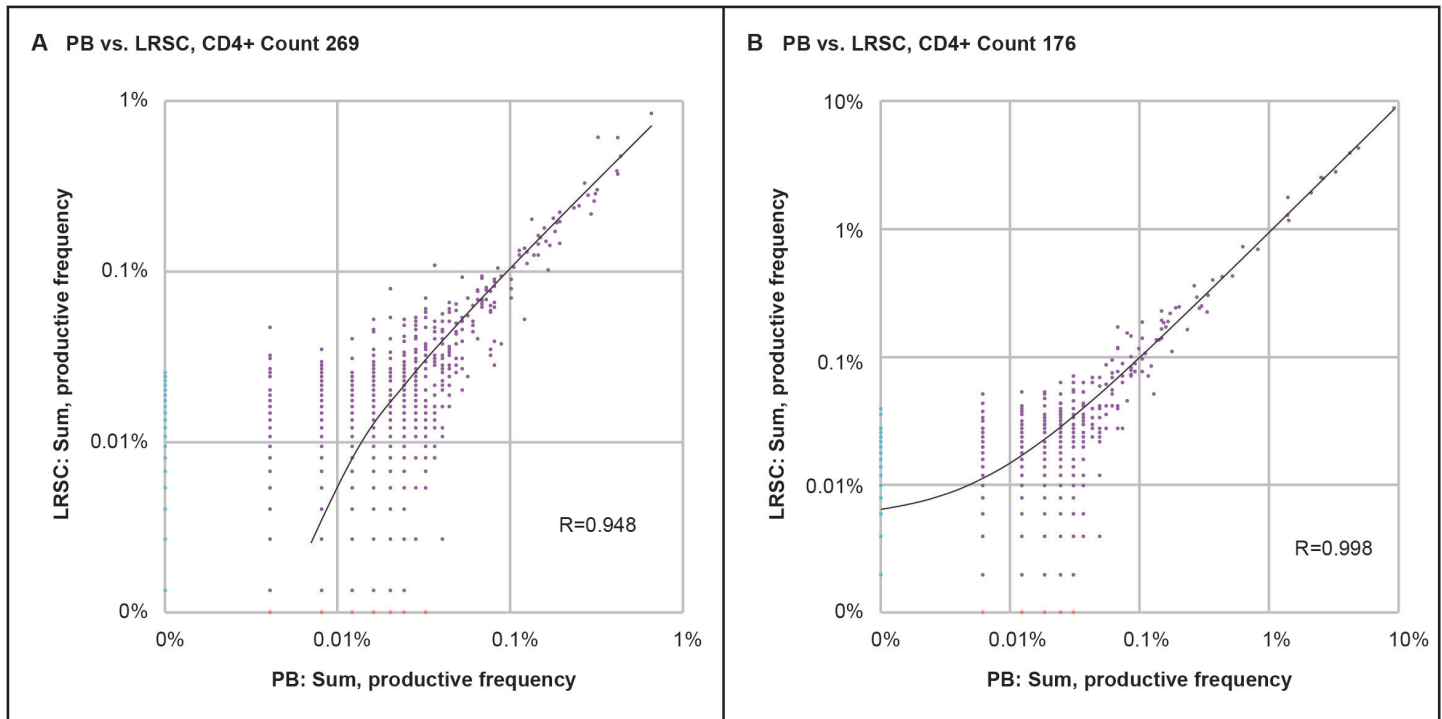 A PB vs. LRSC, CD4+ Count 269
1%
0.1%
0.01%
0%
LRSC: Sum, productive frequency
R=0.948
0% 0.01% 0.1% 1%
PB: Sum, productive frequency
B PB vs. LRSC, CD4+ Count 176
10%
1%
0.1%
0.01%
0%
LRSC: Sum, productive frequency
R=0.998
0% 0.01% 0.1% 1% 10%
PB: Sum, productive frequency